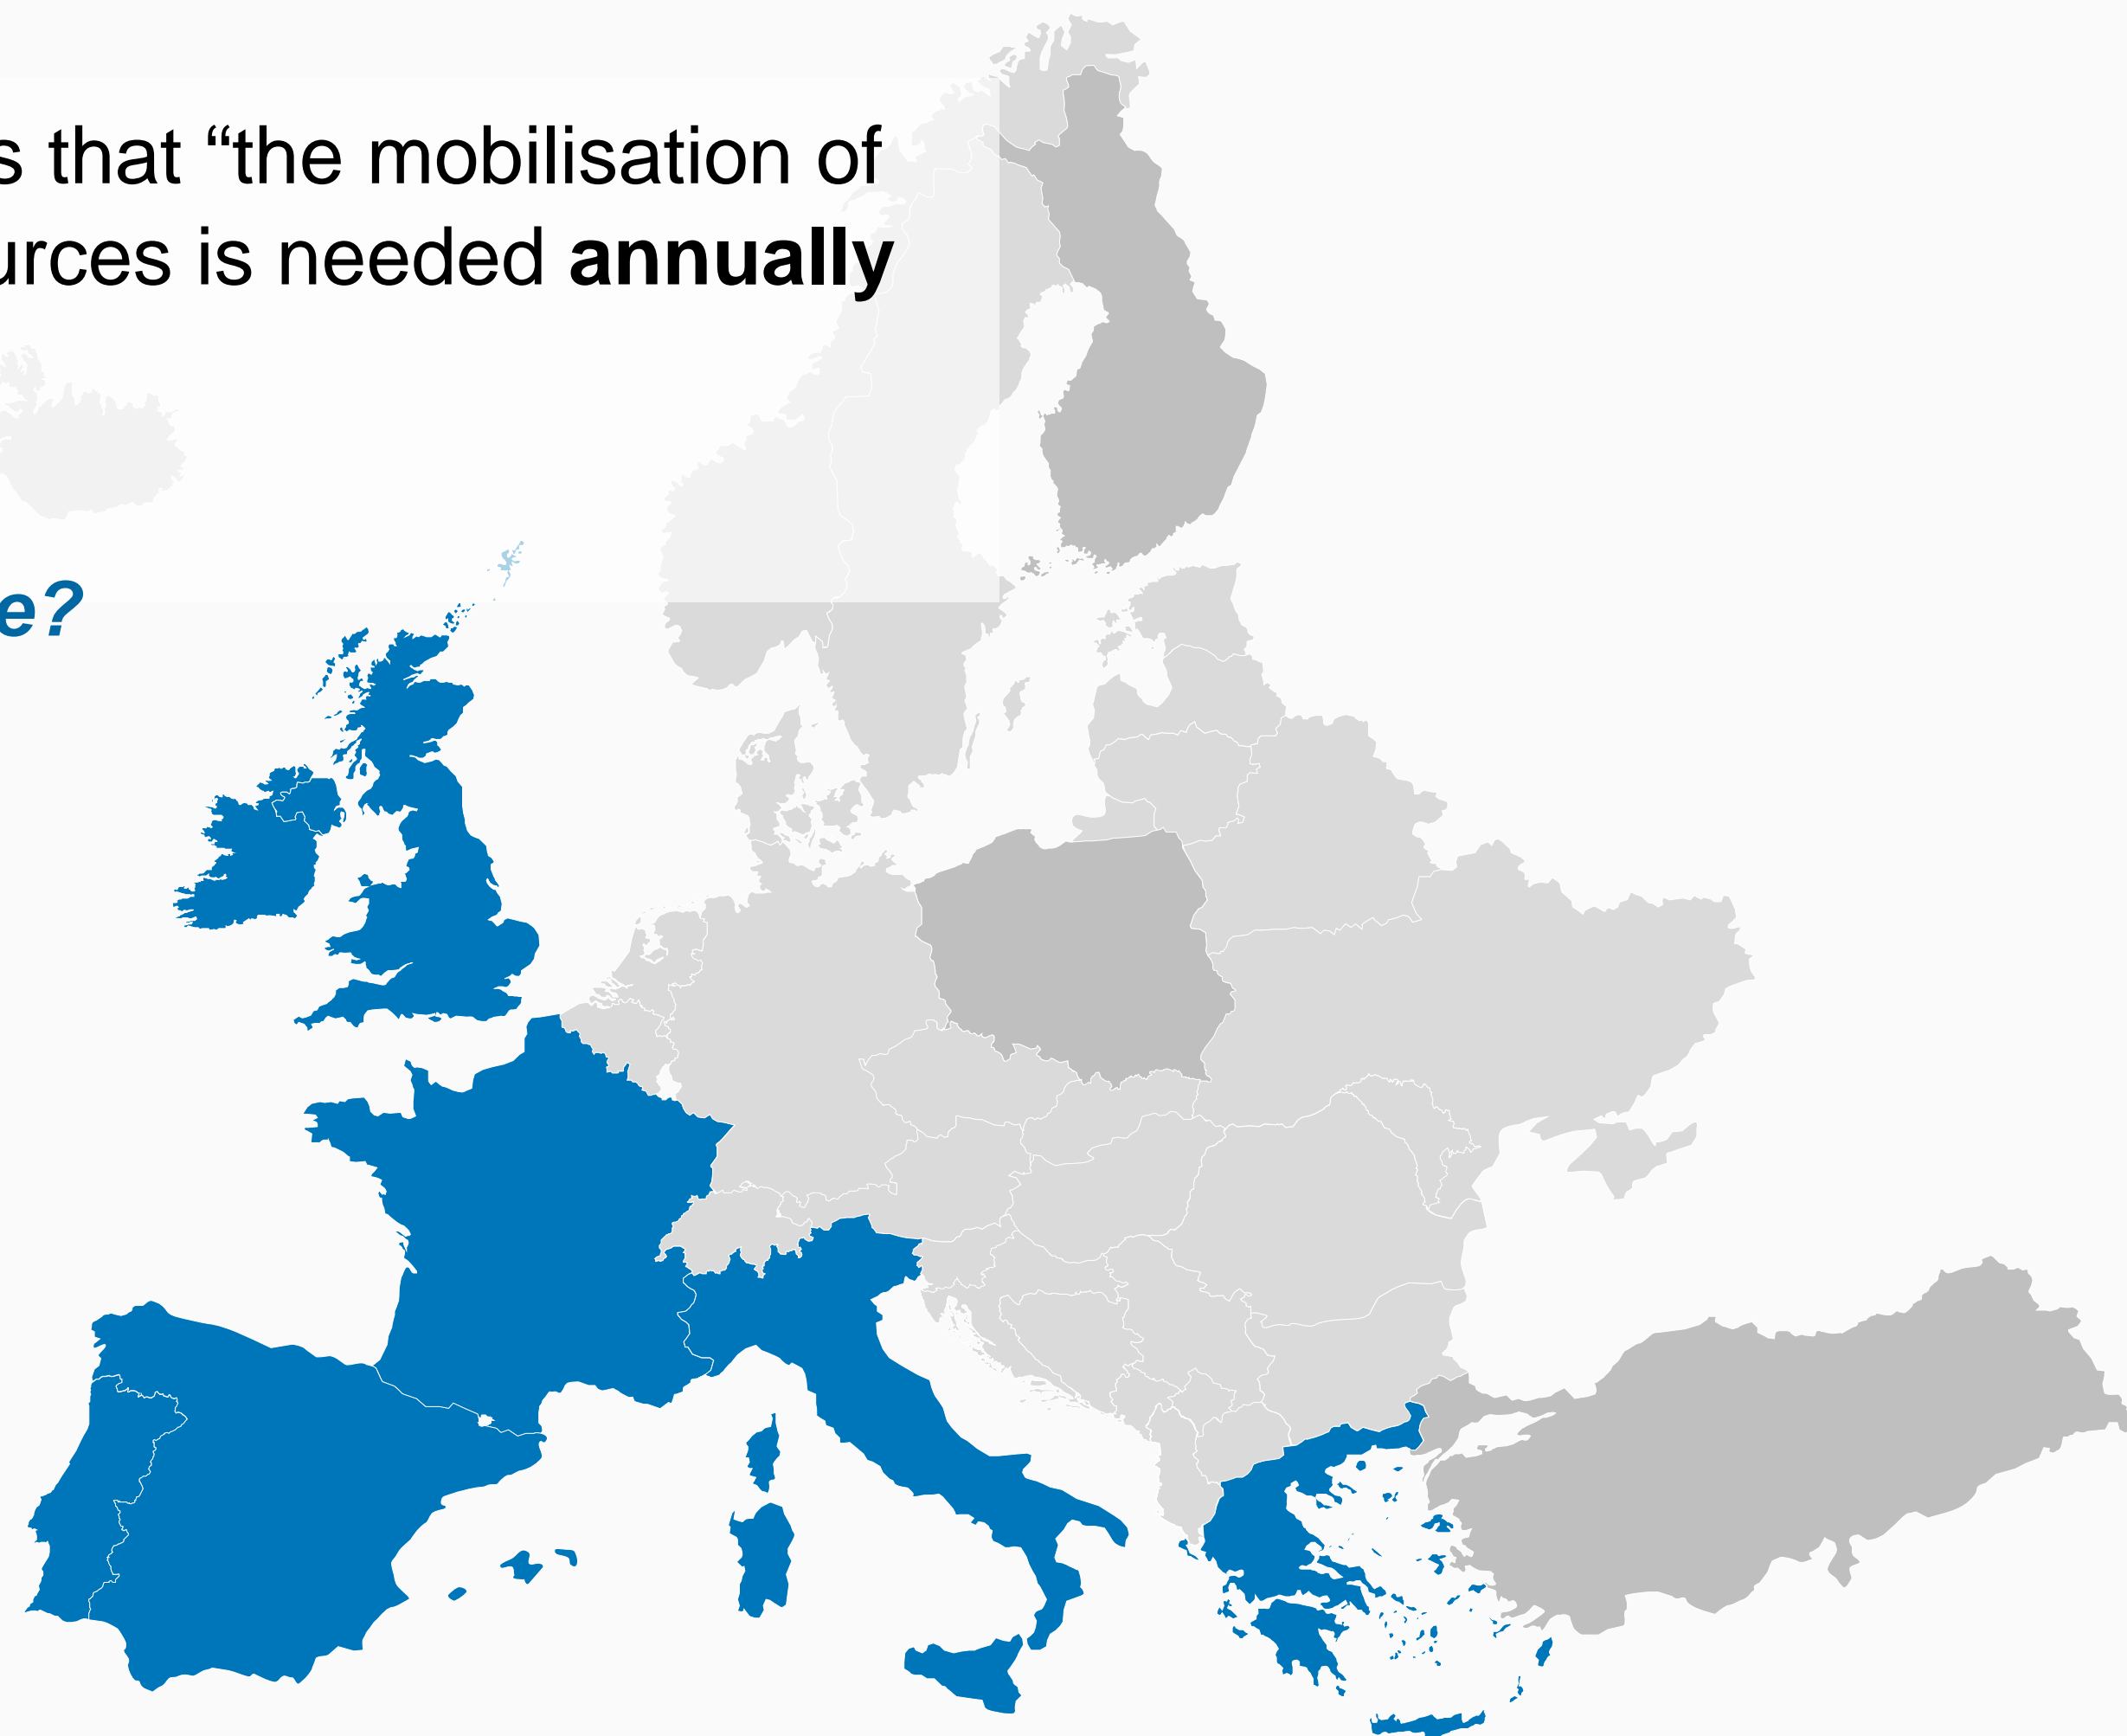 s that “the mobilisation of
urces is needed annually
e?